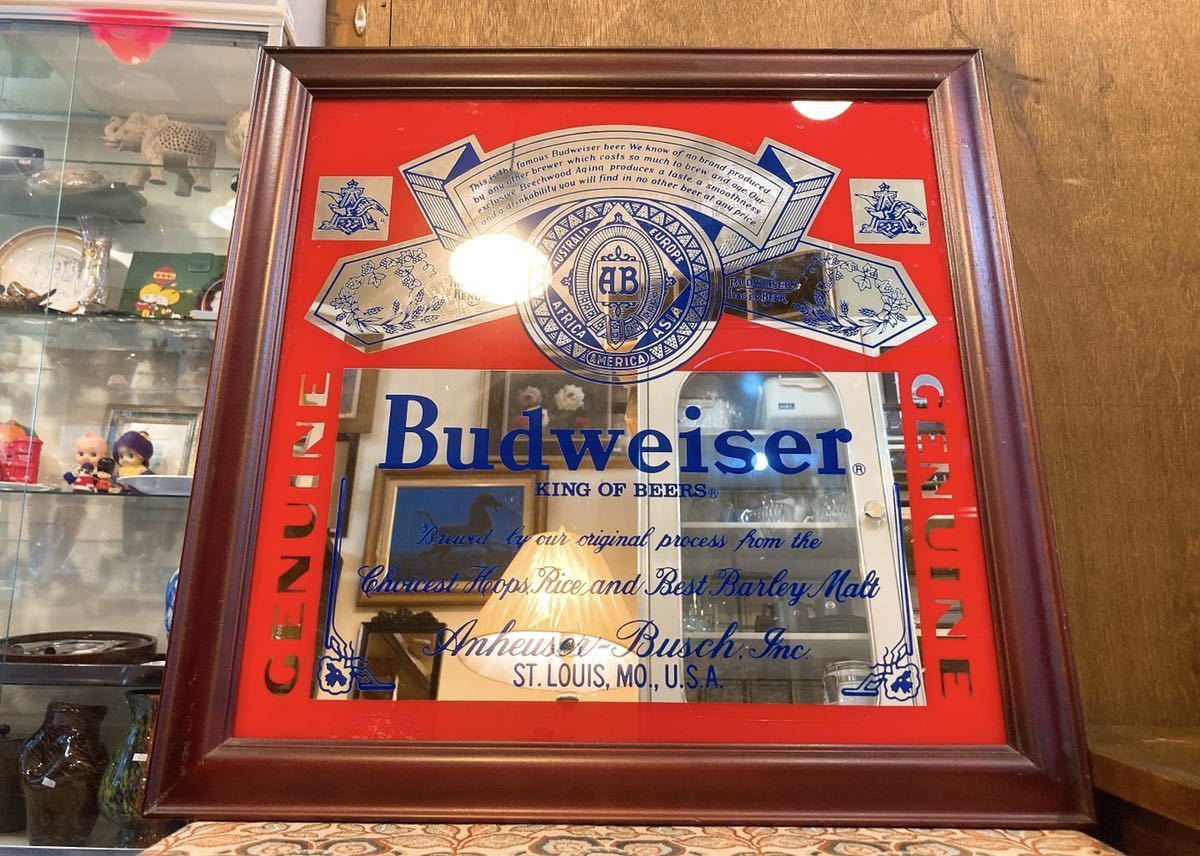 This is the famous Budweiser beer. We know of no brand produced
by any other brewer which costs so much to brew and age. Our
exclusive Beechwood Aging produces a taste, a smoothness
and a drinkability you will find in no other beer at any price.
A
A
AUSTRALIA
EUROPE
AB
AFRICA
ASIA
AMERICA
BUDWEISER
LAGER BEER
GENUINE
GENUINE
Budweiser®
KING OF BEERS®
Brewed by our original process from the
Choicest Hops, Rice and Best Barley Malt
Anheuser-Busch, Inc.
ST. LOUIS, MO., U.S.A.